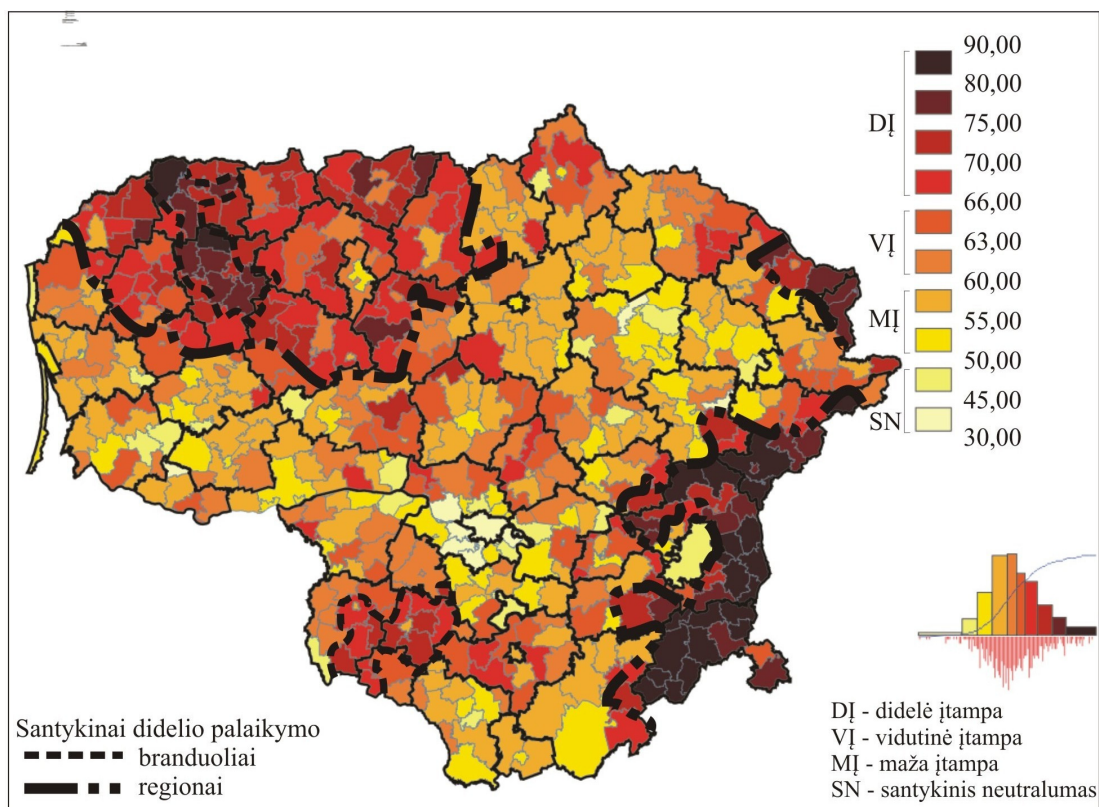 90,00
80,00
75,00
DĮ
70,00
66,00
VĮ
63,00
60,00
MĮ
55,00
50,00
45,00
SN
30,00
Santykinai didelio palaikymo
branduoliai
regionai
DĮ - didelė įtampa
VĮ - vidutinė įtampa
MĮ - maža įtampa
SN - santykinis neutralumas